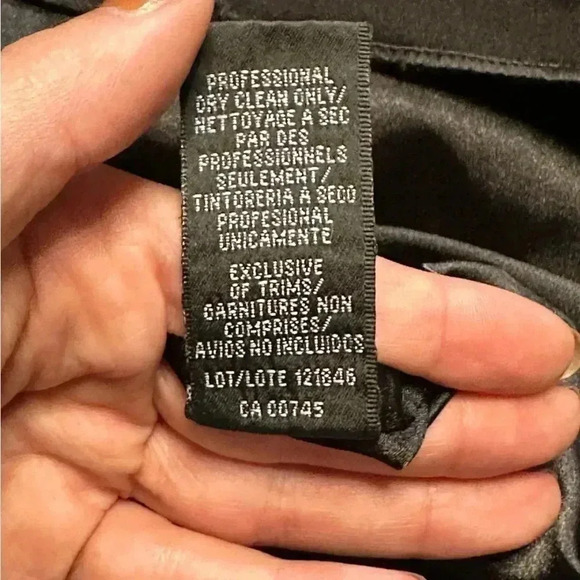 PROFESSIONAL
DRY CLEAN ONLY/
NETTOYAGE A SEC
PAR DES
PROFESSIONNELS
SEULEMENT/
TINTORERIA A SECO
PROFESIONAL
UNICAMENTE
EXCLUSIVE
OF TRIMS/
GARNITURES NON
COMPRISES/
AVIOS NO INCLUIDOS
LOT/LOTE 121846
CA 00745